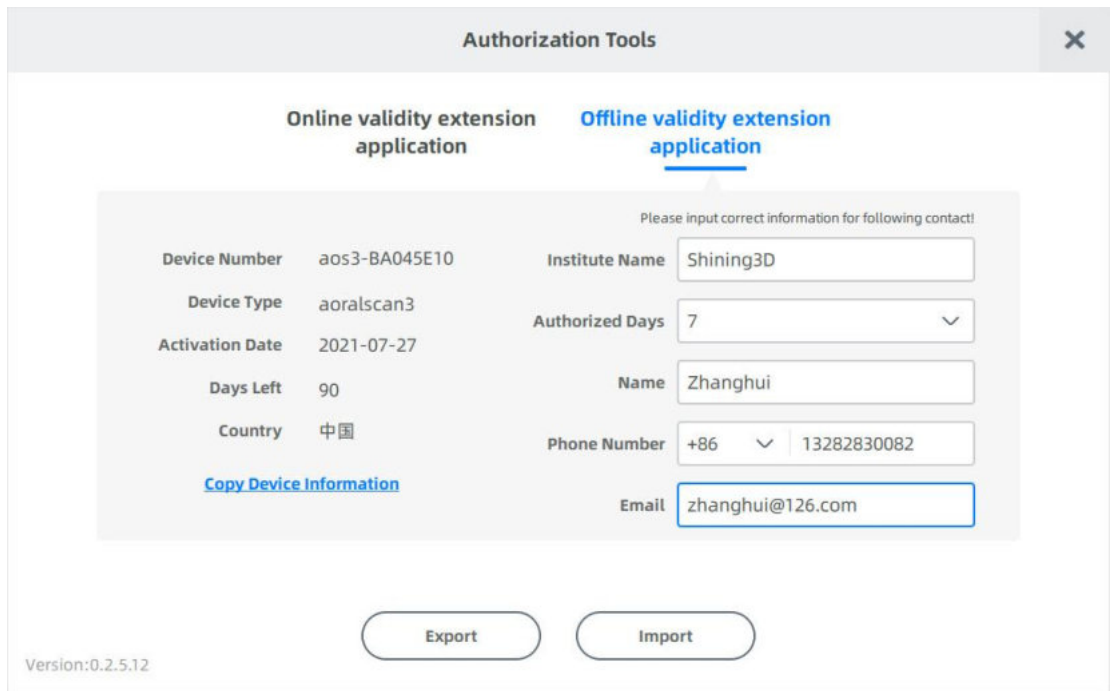 Authorization Tools
Online validity extension
application
Offline validity extension
application
Please input correct information for following contact!
Device Number aos3-BA045E10
Device Type aoralscan3
Activation Date 2021-07-27
Days Left 90
Country 中国
Copy Device Information
Institute Name Shining3D
Authorized Days 7
Name Zhanghui
Phone Number +86 13282830082
Email zhanghui@126.com
Export
Import
Version:0.2.5.12